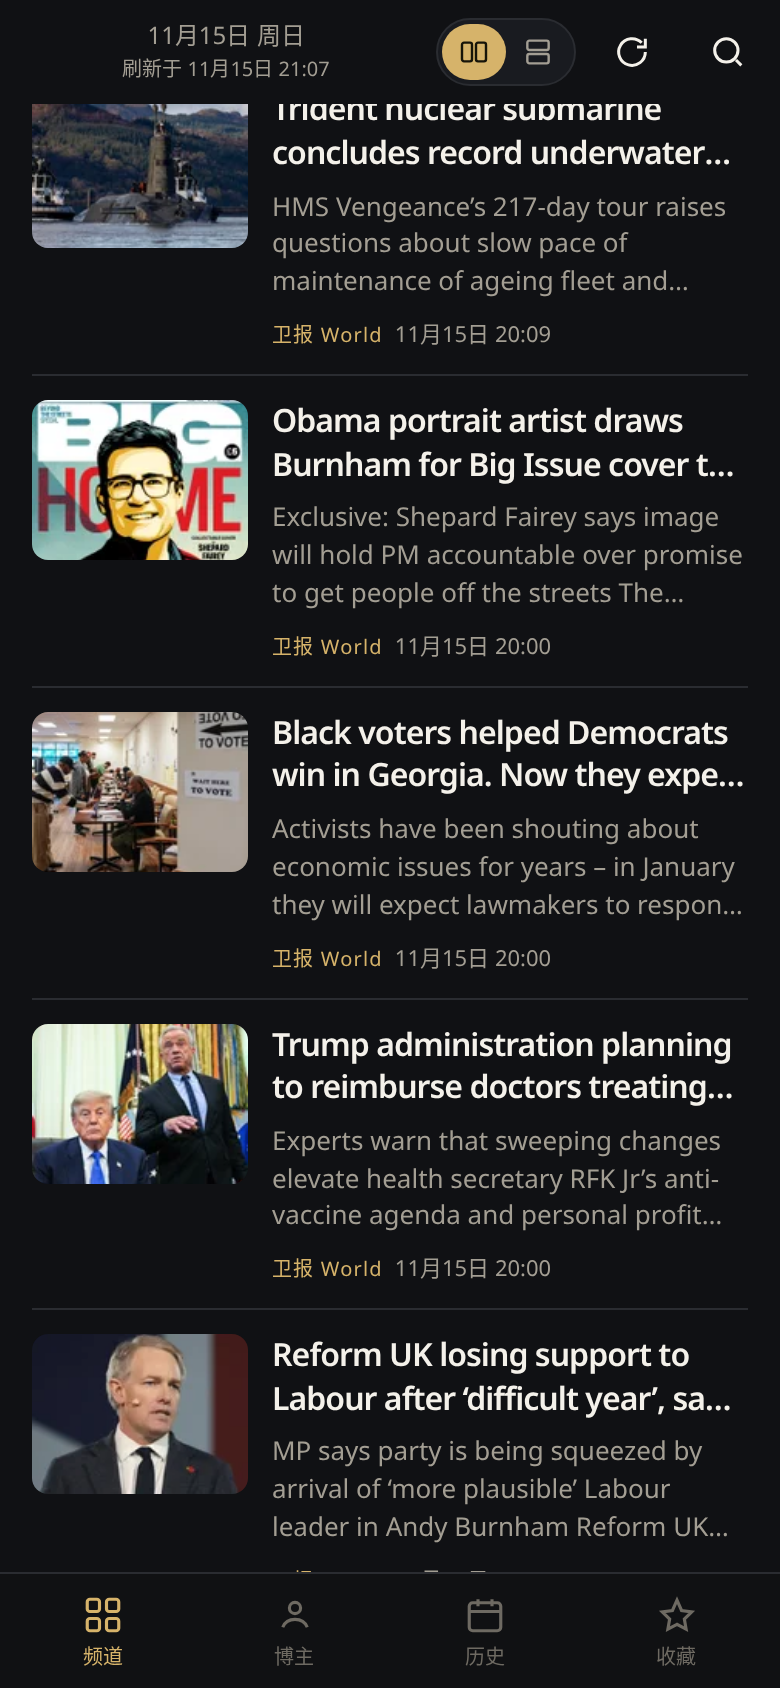 11月15日 周日
刷新于 11月15日 21:07
Trident nuclear submarine
concludes record underwater...
HMS Vengeance’s 217-day tour raises
questions about slow pace of
maintenance of ageing fleet and...
卫报 World 11月15日 20:09
BIG
HOME
SHEPARD
FAIREY
Obama portrait artist draws
Burnham for Big Issue cover t...
Exclusive: Shepard Fairey says image
will hold PM accountable over promise
to get people off the streets The...
卫报 World 11月15日 20:00
TO VOTE
WAIT HERE
TO VOTE
Black voters helped Democrats
win in Georgia. Now they expe...
Activists have been shouting about
economic issues for years – in January
they will expect lawmakers to respon...
卫报 World 11月15日 20:00
Trump administration planning
to reimburse doctors treating...
Experts warn that sweeping changes
elevate health secretary RFK Jr’s anti-
vaccine agenda and personal profit...
卫报 World 11月15日 20:00
Reform UK losing support to
Labour after ‘difficult year’, sa...
MP says party is being squeezed by
arrival of ‘more plausible’ Labour
leader in Andy Burnham Reform UK...
频道
博主
历史
收藏